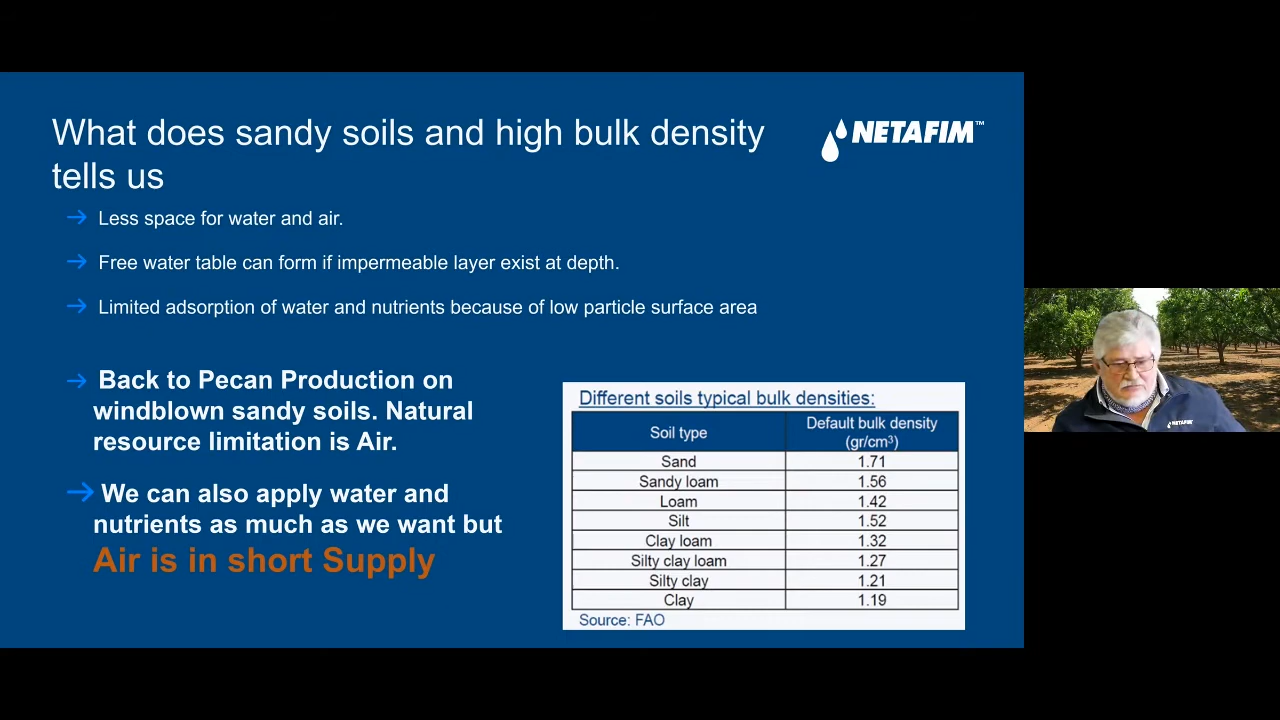 What does sandy soils and high bulk density
tells us
NETAFIM™
→ Less space for water and air.
→ Free water table can form if impermeable layer exist at depth.
→ Limited adsorption of water and nutrients because of low particle surface area
→ Back to Pecan Production on
windblown sandy soils. Natural
resource limitation is Air.
→ We can also apply water and
nutrients as much as we want but
Air is in short Supply
Different soils typical bulk densities:
Soil type Default bulk density
(gr/cm³)
Sand 1.71
Sandy loam 1.56
Loam 1.42
Silt 1.52
Clay loam 1.32
Silty clay loam 1.27
Silty clay 1.21
Clay 1.19
Source: FAO
NETAFIM